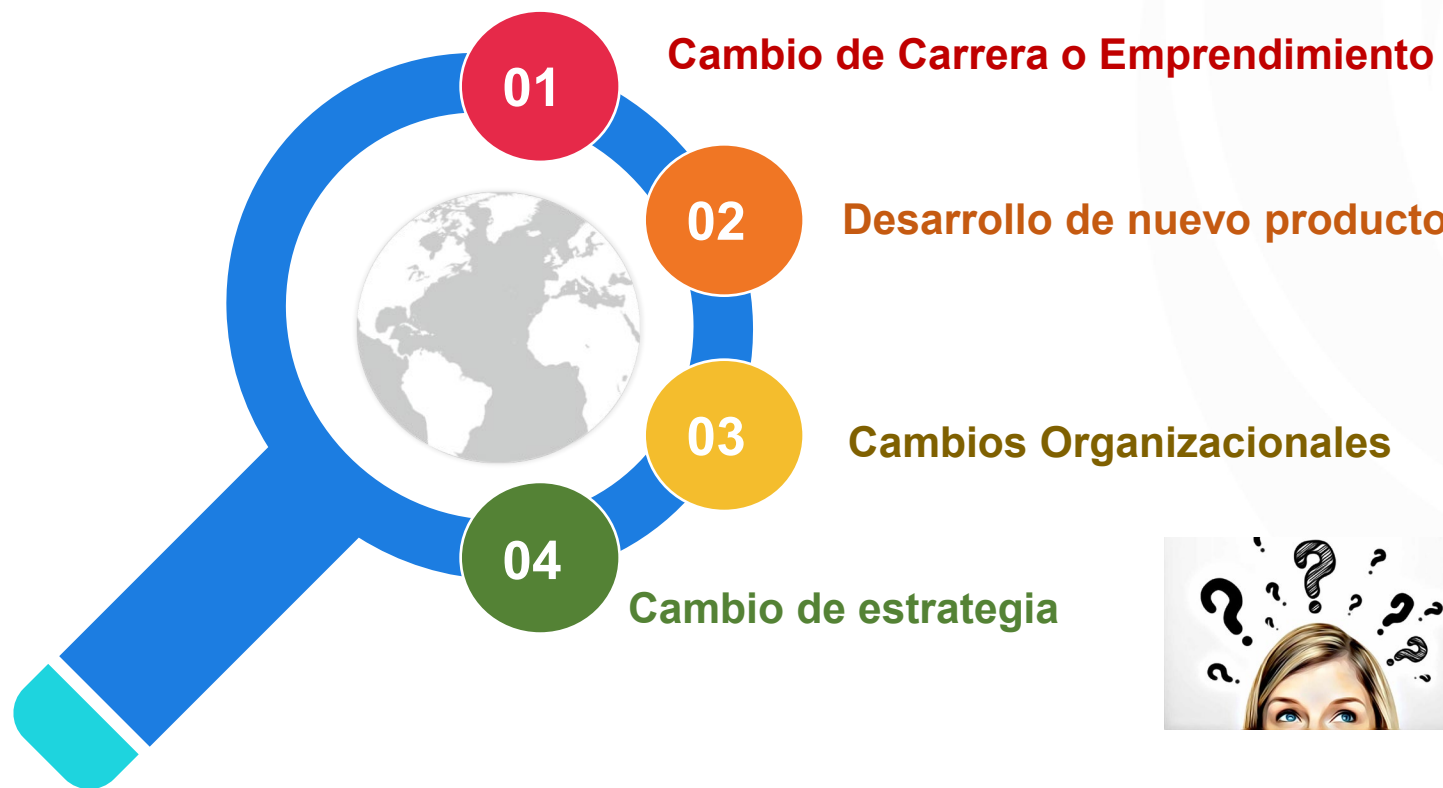 01
Cambio de Carrera o Emprendimiento
02
Desarrollo de nuevo producto
03
Cambios Organizacionales
04
Cambio de estrategia